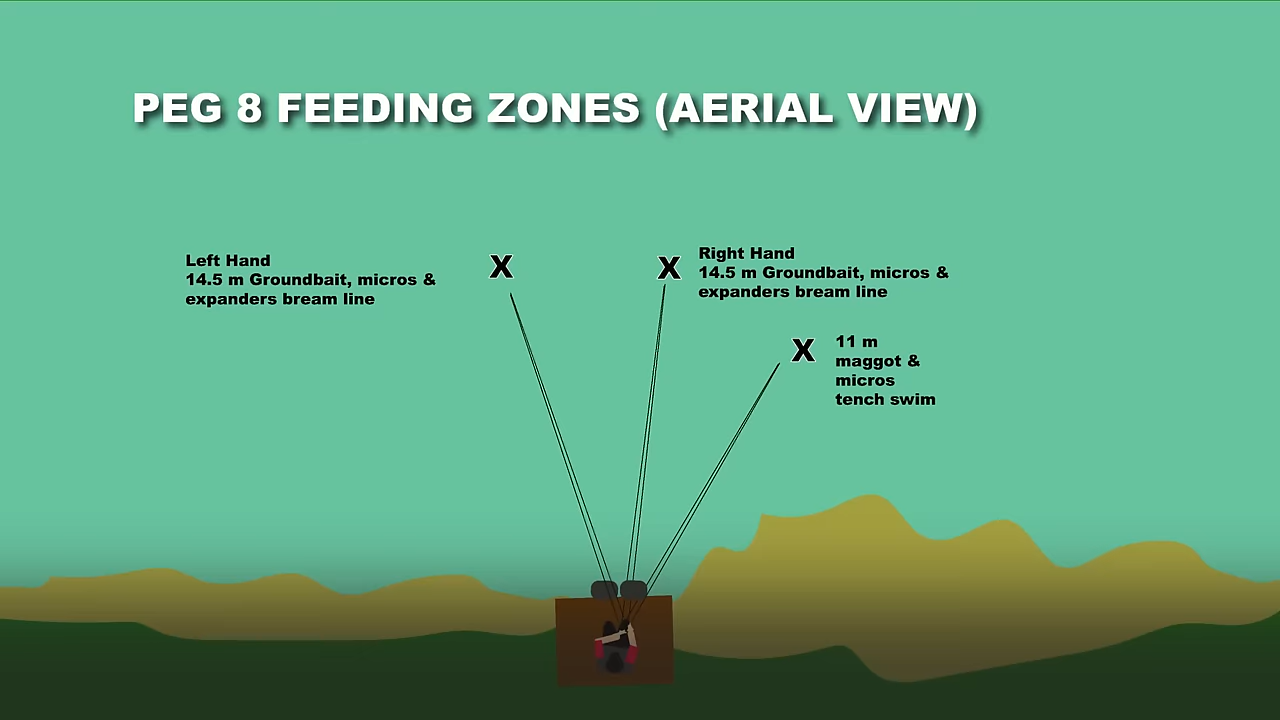 PEG 8 FEEDING ZONES (AERIAL VIEW)
Left Hand
14.5 m Groundbait, micros &
expanders bream line
X
X
Right Hand
14.5 m Groundbait, micros &
expanders bream line
X
11 m
maggot &
micros
tench swim